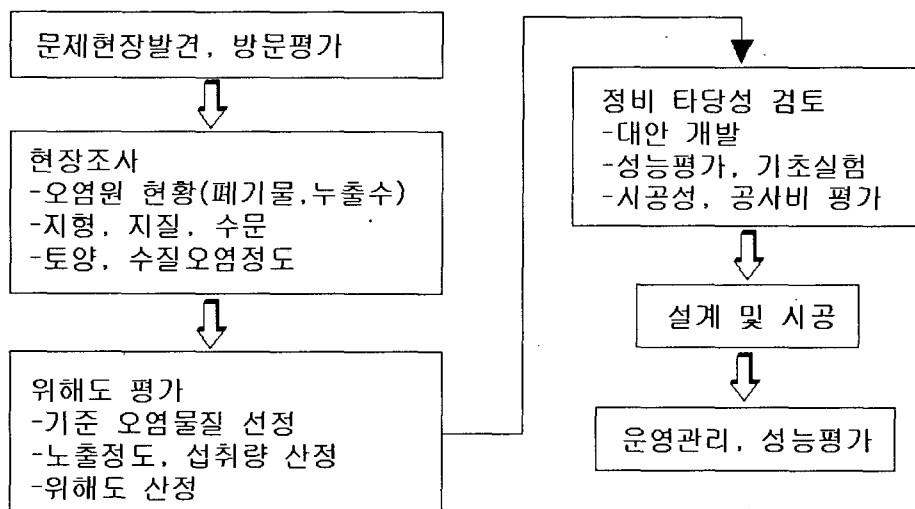 문제현장발견, 방문평가
현장조사
-오염원 현황(폐기물,누출수)
-지형, 지질, 수문
-토양, 수질오염정도
위해도 평가
-기준 오염물질 선정
-노출정도, 섭취량 산정
-위해도 산정
정비 타당성 검토
-대안 개발
-성능평가, 기초실험
-시공성, 공사비 평가
설계 및 시공
운영관리, 성능평가